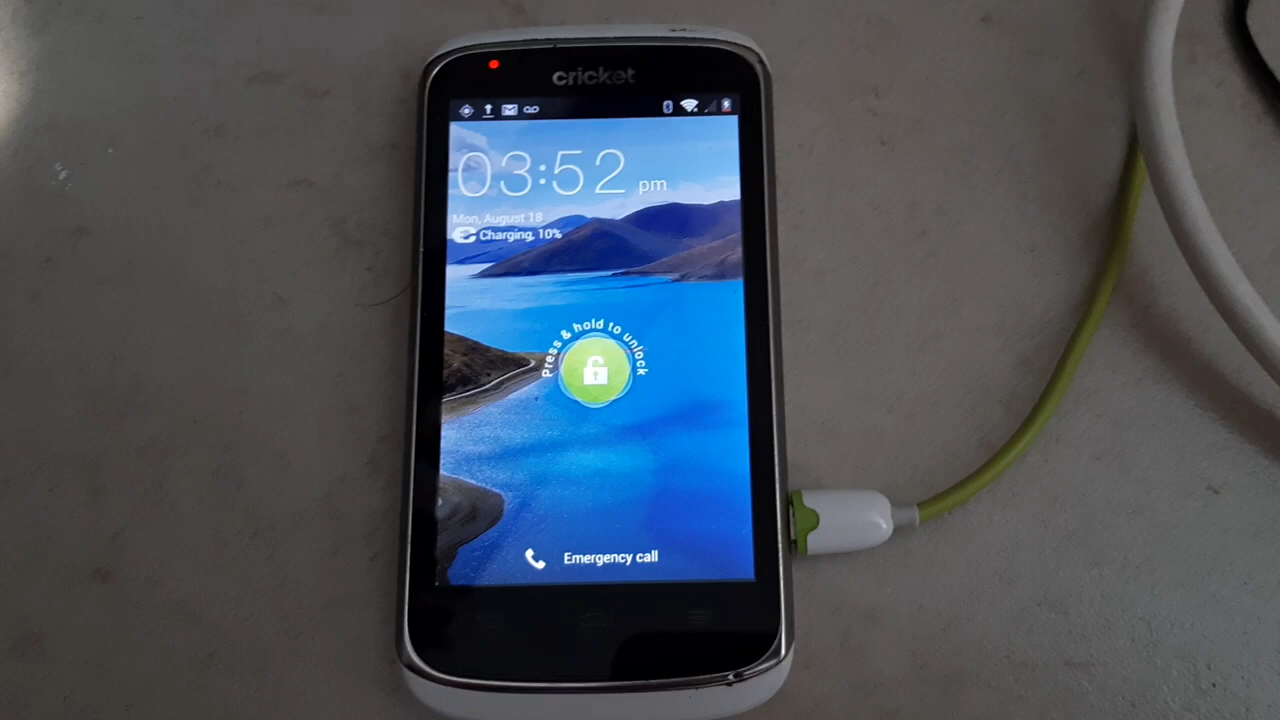 cricket
03:52 pm
Mon, August 18
Charging, 10%
Press & hold to unlock
Emergency call